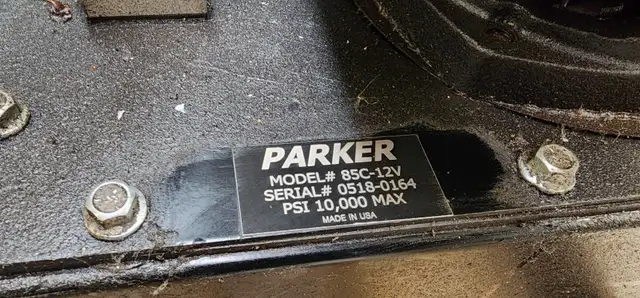 PARKER
MODEL# 85C-12V
SERIAL# 0518-0164
PSI 10,000 MAX
MADE IN USA